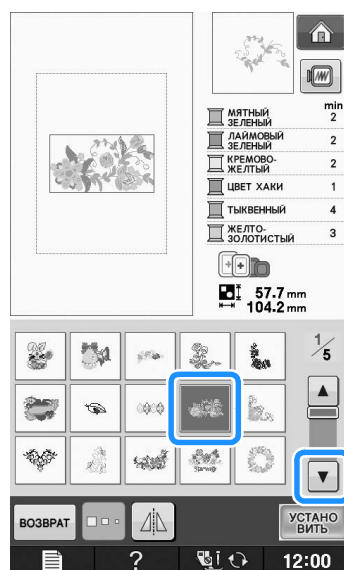 min
МЯТНЫЙ
ЗЕЛЕНЫЙ 2
ЛАЙМОВЫЙ
ЗЕЛЕНЫЙ 2
КРЕМОВО-
ЖЕЛТЫЙ 2
ЦВЕТ ХАКИ 1
ТЫКВЕННЫЙ 4
ЖЕЛТО-
ЗОЛОТИСТЫЙ 3
57.7 mm
104.2 mm
1/5
Spring
ВОЗВРАТ
УСТАНО
ВИТЬ
? 12:00